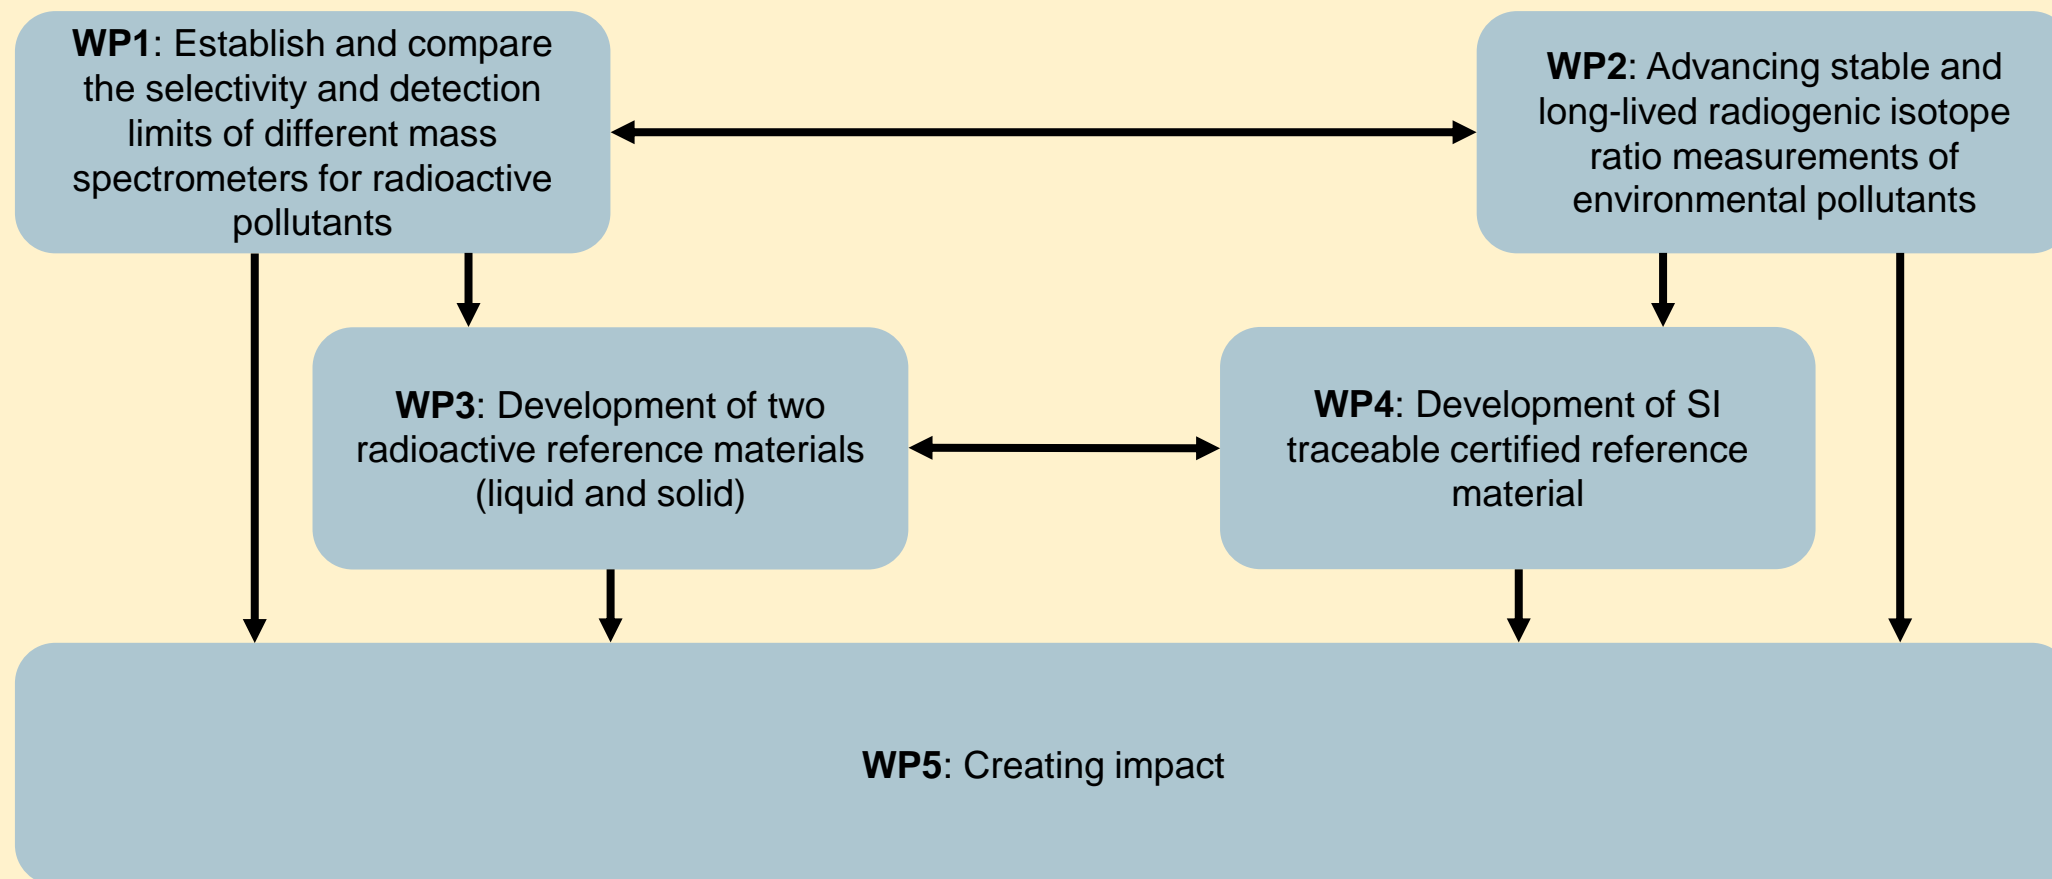 WP1: Establish and compare
the selectivity and detection
limits of different mass
spectrometers for radioactive
pollutants
WP2: Advancing stable and
long-lived radiogenic isotope
ratio measurements of
environmental pollutants
WP3: Development of two
radioactive reference materials
(liquid and solid)
WP4: Development of SI
traceable certified reference
material
WP5: Creating impact